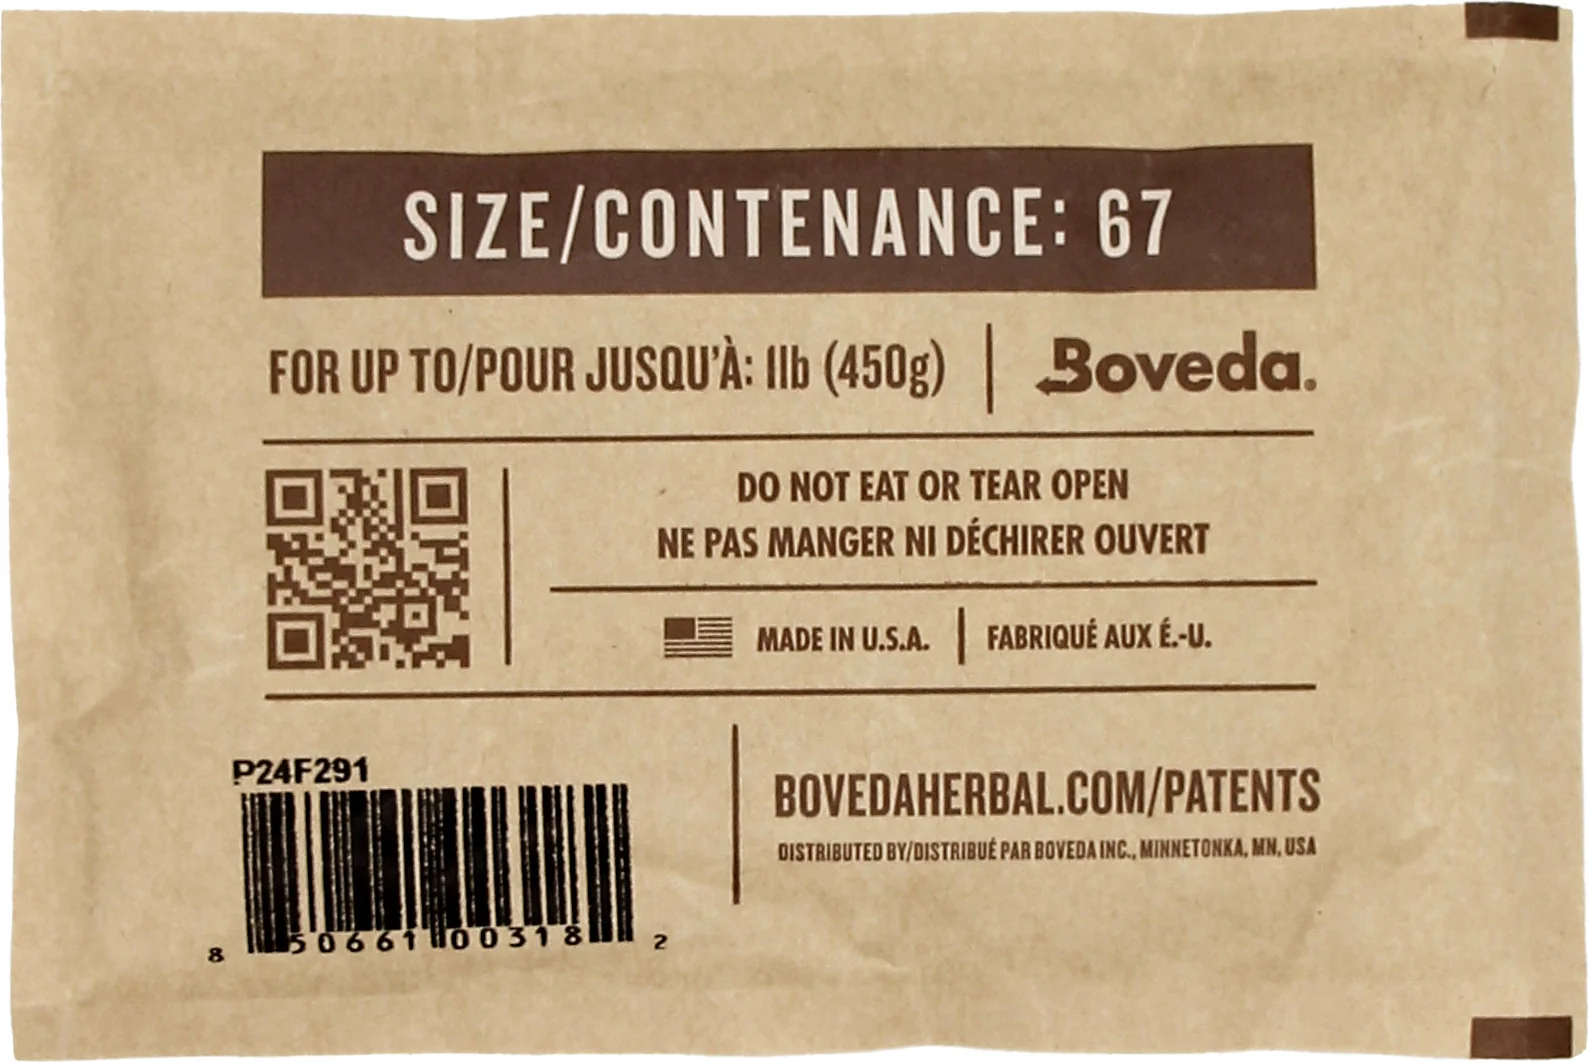 SIZE/CONTENANCE: 67
FOR UP TO/POUR JUSQU'À: 1lb (450g)
Boveda.
DO NOT EAT OR TEAR OPEN
NE PAS MANGER NI DÉCHIRER OUVERT
MADE IN U.S.A. | FABRIQUÉ AUX É.-U.
P24F291
8 50661 00318 2
BOVEDAHERBAL.COM/PATENTS
DISTRIBUTED BY/DISTRIBUÉ PAR BOVEDA INC., MINNETONKA, MN, USA